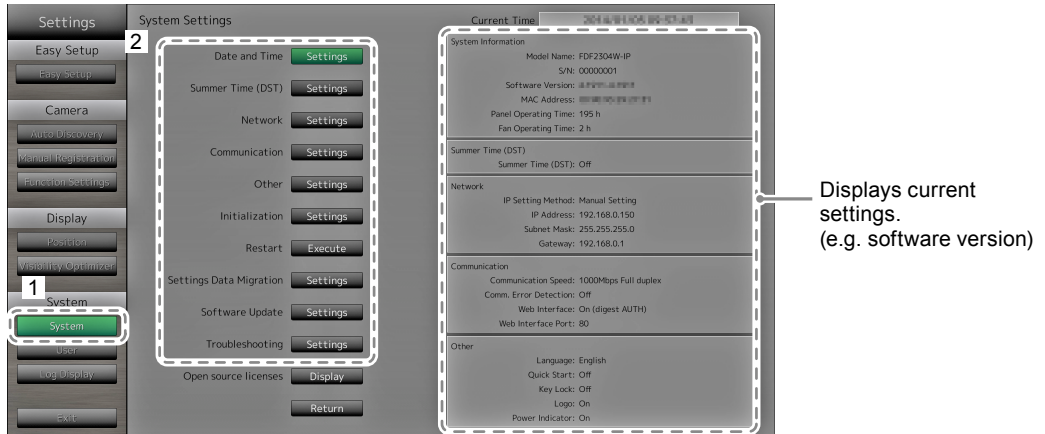 Settings
Easy Setup
Easy Setup
Camera
Auto Discovery
Manual Registration
Function Settings
Display
Position
Visibility Optimizer
1
System
System
User
Log Display
Exit
System Settings
2
Date and Time Settings
Summer Time (DST) Settings
Network Settings
Communication Settings
Other Settings
Initialization Settings
Restart Execute
Settings Data Migration Settings
Software Update Settings
Troubleshooting Settings
Open source licenses Display
Return
Current Time
System Information
Model Name: FDF2304W-IP
S/N: 00000001
Software Version:
MAC Address:
Panel Operating Time: 195 h
Fan Operating Time: 2 h
Summer Time (DST)
Summer Time (DST): Off
Network
IP Setting Method: Manual Setting
IP Address: 192.168.0.150
Subnet Mask: 255.255.255.0
Gateway: 192.168.0.1
Communication
Communication Speed: 1000Mbps Full duplex
Comm. Error Detection: Off
Web Interface: On (digest AUTH)
Web Interface Port: 80
Other
Language: English
Quick Start: Off
Key Lock: Off
Logo: On
Power Indicator: On
Displays current
settings.
(e.g. software version)